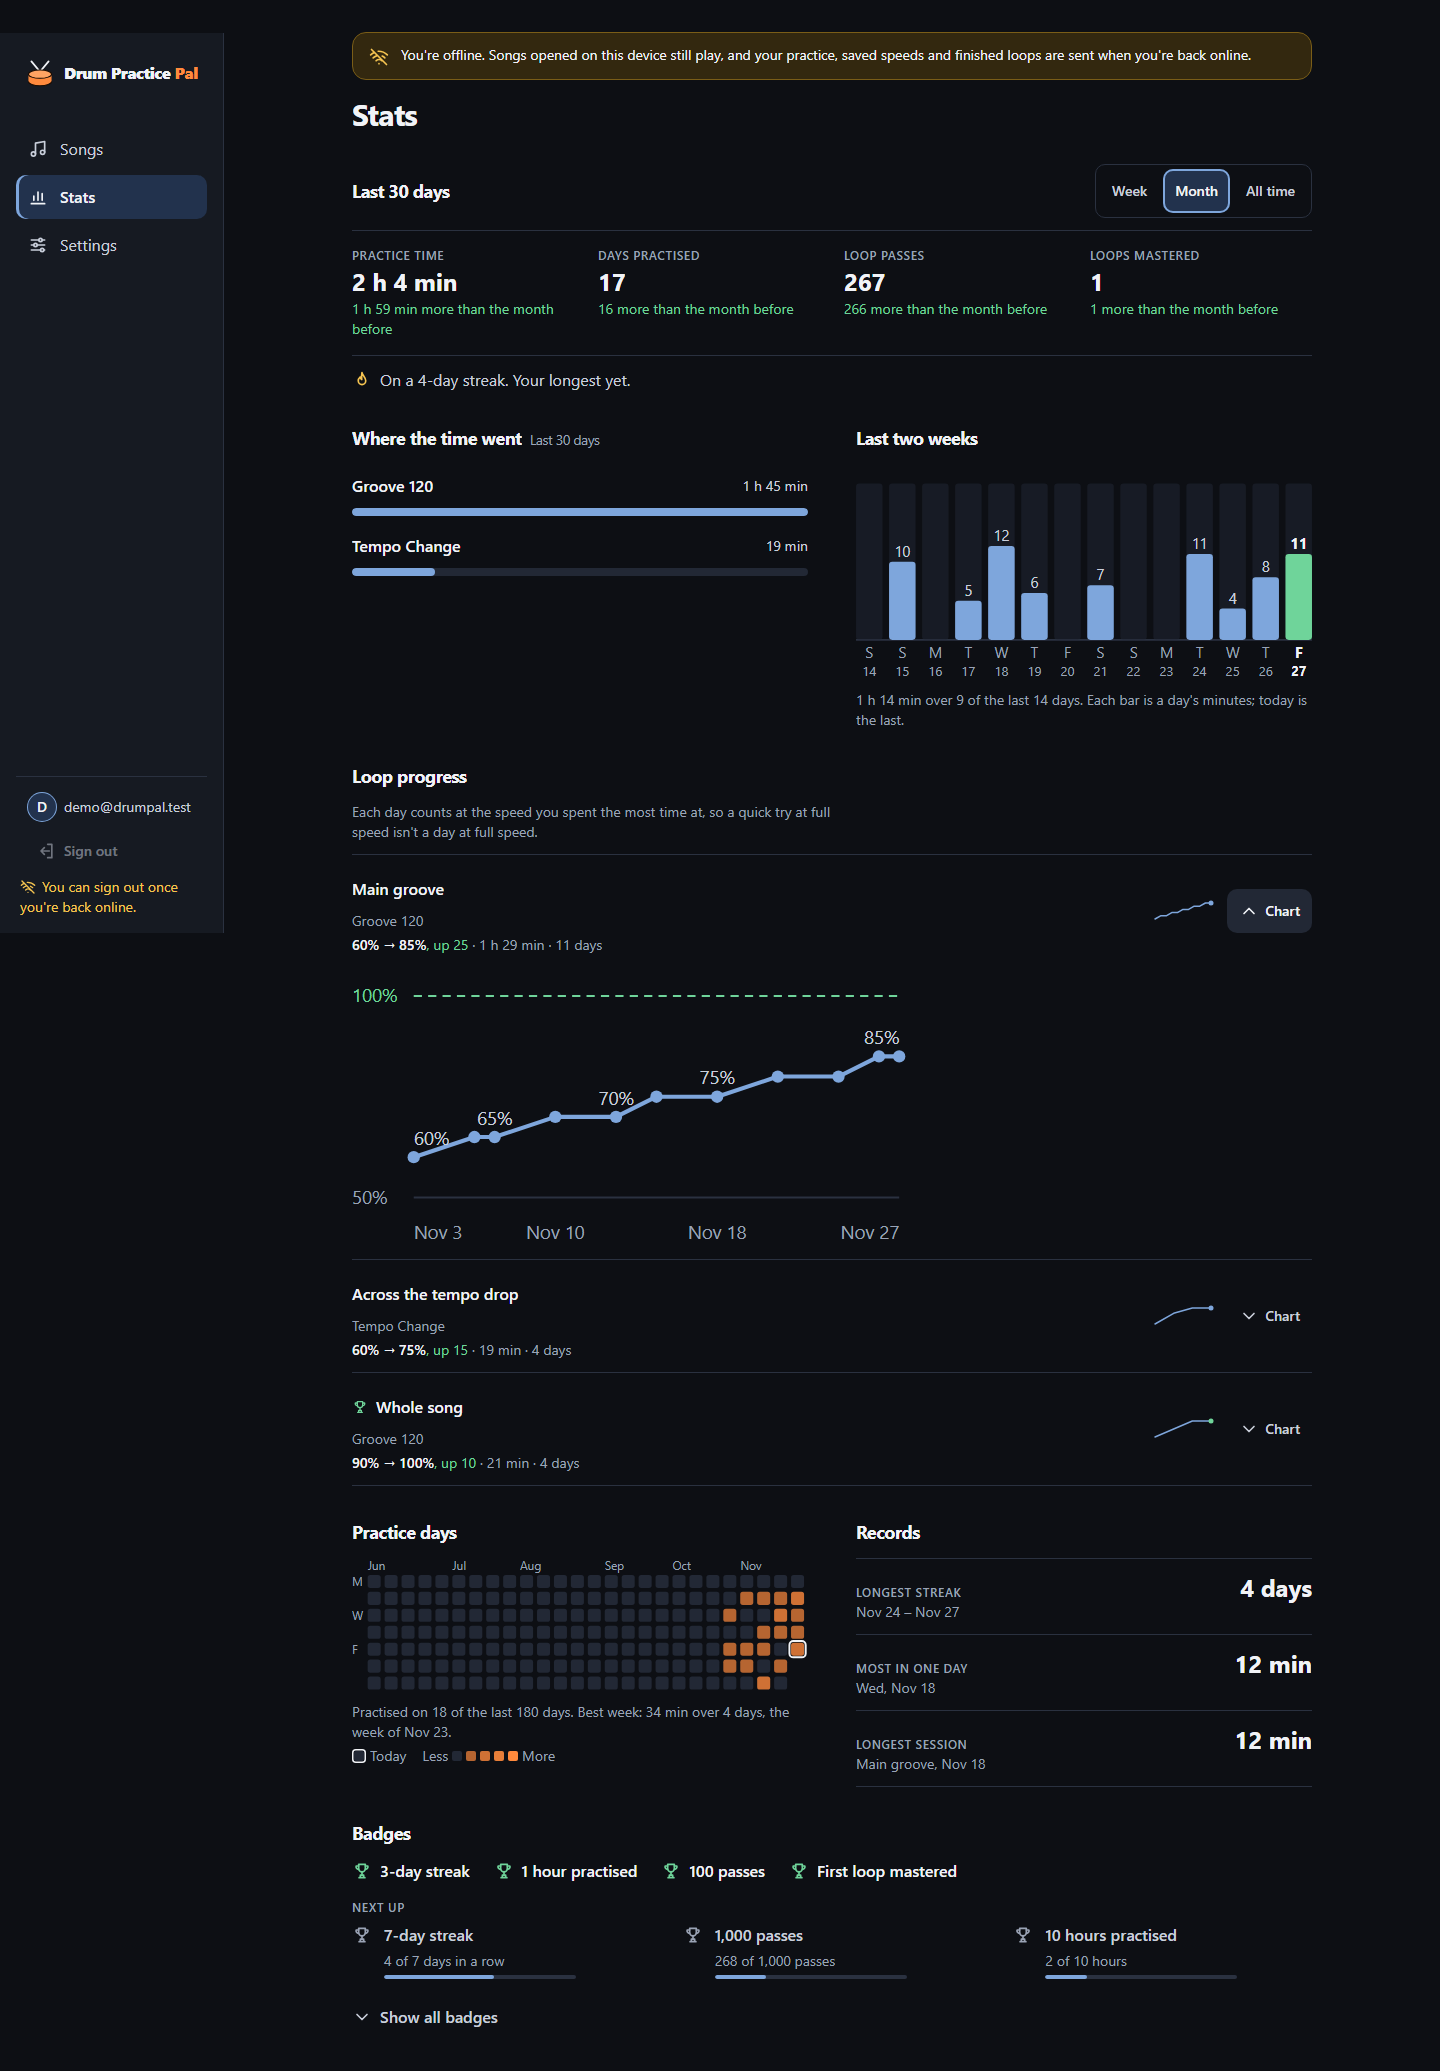 You're offline. Songs opened on this device still play, and your practice, saved speeds and finished loops are sent when you're back online.
Drum Practice Pal
Songs
Stats
Settings
D demo@drumpal.test
Sign out
You can sign out once
you're back online.
Stats
Last 30 days
Week Month All time
PRACTICE TIME
2 h 4 min
1 h 59 min more than the month
before
DAYS PRACTISED
17
16 more than the month before
LOOP PASSES
267
266 more than the month before
LOOPS MASTERED
1
1 more than the month before
On a 4-day streak. Your longest yet.
Where the time went Last 30 days
Groove 120 1 h 45 min
Tempo Change 19 min
Last two weeks
10 5 12 6 7 11 4 8 11
S S M T W T F S S M T W T F
14 15 16 17 18 19 20 21 22 23 24 25 26 27
1 h 14 min over 9 of the last 14 days. Each bar is a day's minutes; today is
the last.
Loop progress
Each day counts at the speed you spent the most time at, so a quick try at full
speed isn't a day at full speed.
Main groove
Groove 120
60% → 85%, up 25 · 1 h 29 min · 11 days
Chart
100%
85%
75%
70%
65%
60%
50%
Nov 3 Nov 10 Nov 18 Nov 27
Across the tempo drop
Tempo Change
60% → 75%, up 15 · 19 min · 4 days
Chart
Whole song
Groove 120
90% → 100%, up 10 · 21 min · 4 days
Chart
Practice days
Jun Jul Aug Sep Oct Nov
M
W
F
Practised on 18 of the last 180 days. Best week: 34 min over 4 days, the
week of Nov 23.
Today Less More
Records
LONGEST STREAK
Nov 24 – Nov 27
4 days
MOST IN ONE DAY
Wed, Nov 18
12 min
LONGEST SESSION
Main groove, Nov 18
12 min
Badges
3-day streak 1 hour practised 100 passes First loop mastered
NEXT UP
7-day streak
4 of 7 days in a row
1,000 passes
268 of 1,000 passes
10 hours practised
2 of 10 hours
Show all badges